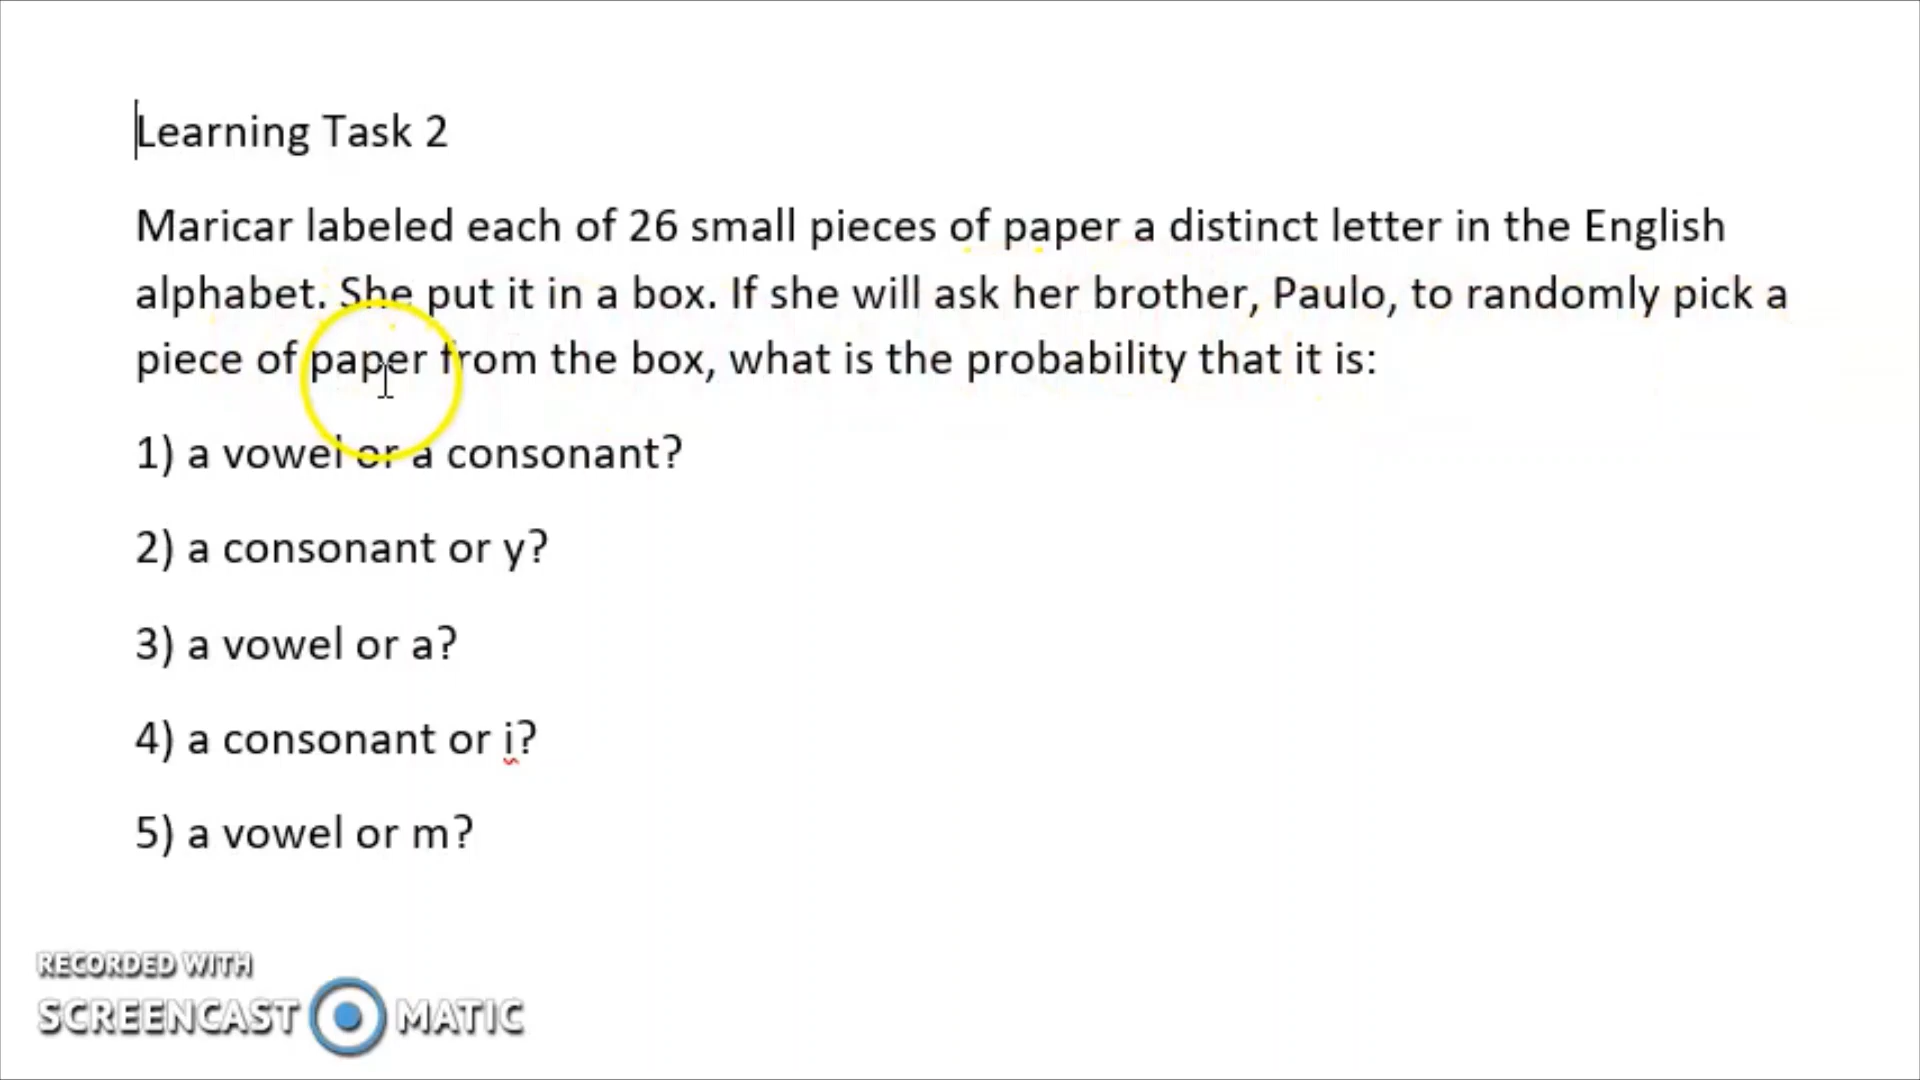 Learning Task 2
Maricar labeled each of 26 small pieces of paper a distinct letter in the English
alphabet. She put it in a box. If she will ask her brother, Paulo, to randomly pick a
piece of paper from the box, what is the probability that it is:
1) a vowel or a consonant?
2) a consonant or y?
3) a vowel or a?
4) a consonant or i?
5) a vowel or m?
RECORDED WITH
SCREENCAST MATIC